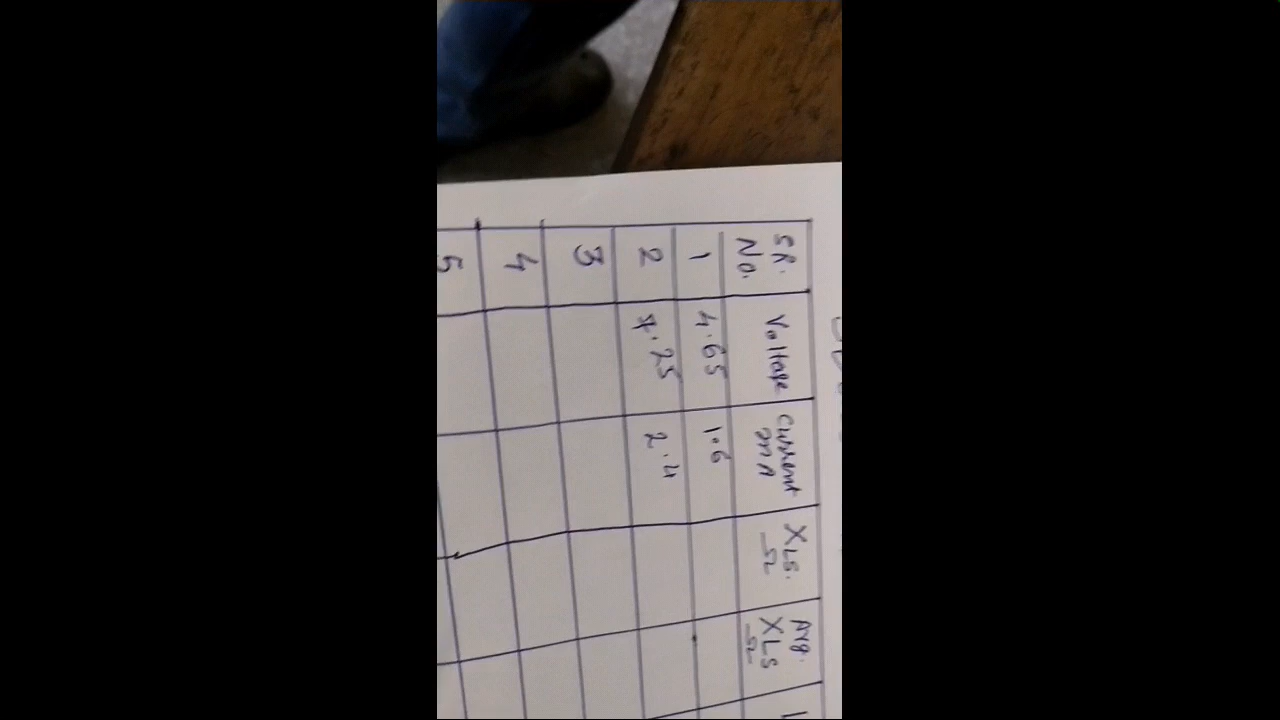 SR. No. Voltage Current mA XLS. Ω Avg. XLS Ω L
1 4.65 1.6
2 7.25 2.4
3
4
5